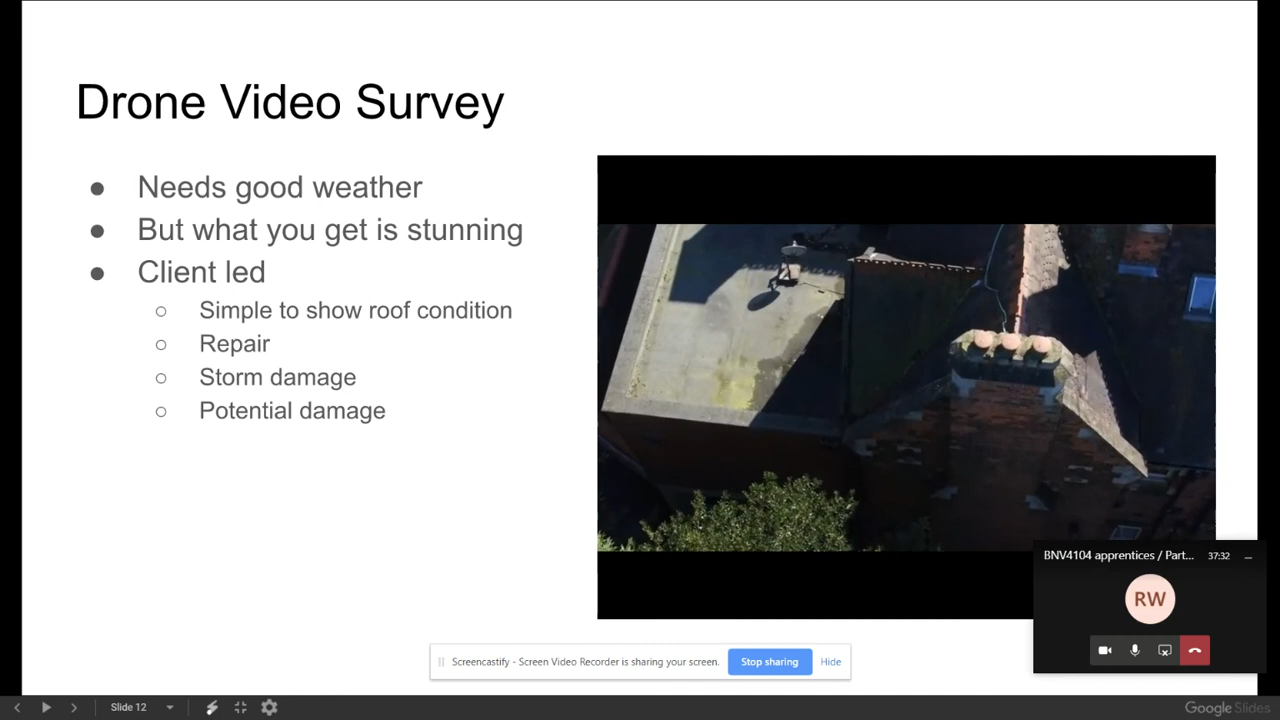 Drone Video Survey
● Needs good weather
● But what you get is stunning
● Client led
○ Simple to show roof condition
○ Repair
○ Storm damage
○ Potential damage
BNV4104 apprentices / Part... 37:32
RW
Screencastify - Screen Video Recorder is sharing your screen. Stop sharing Hide
Slide 12
Google Slides